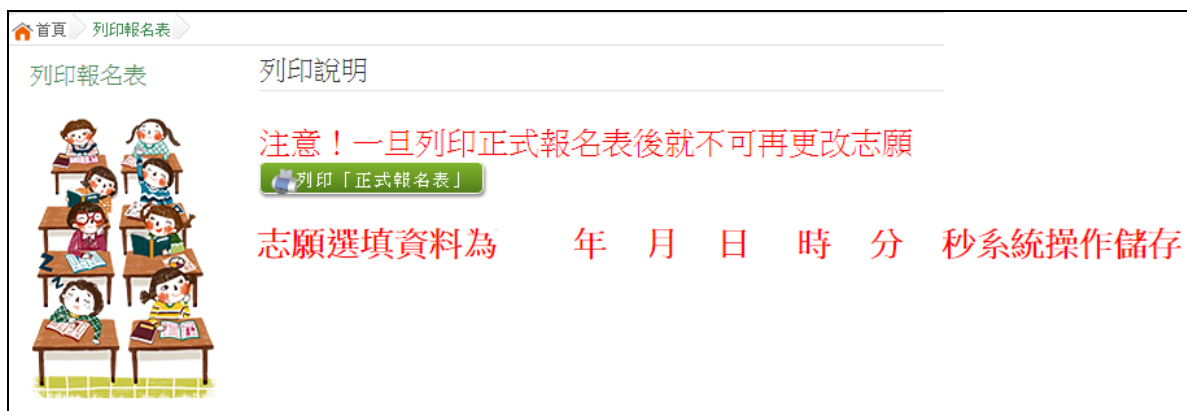 首頁 列印報名表
列印報名表
列印說明
注意！一旦列印正式報名表後就不可再更改志願
列印「正式報名表」
志願選填資料為 年 月 日 時 分 秒系統操作儲存